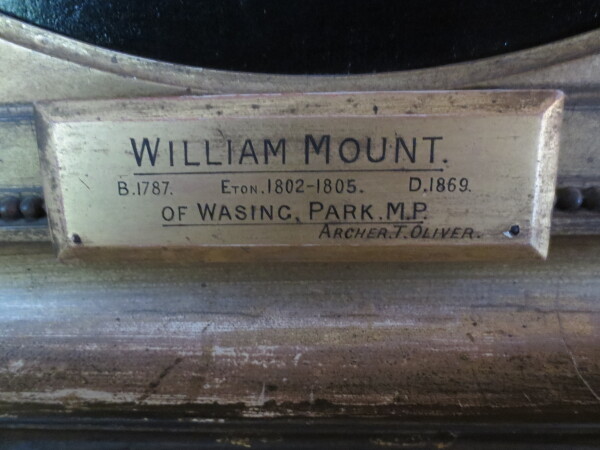 WILLIAM MOUNT.
B.1787. ETON.1802-1805. D.1869.
OF WASING, PARK.M.P.
ARCHER.T.OLIVER.